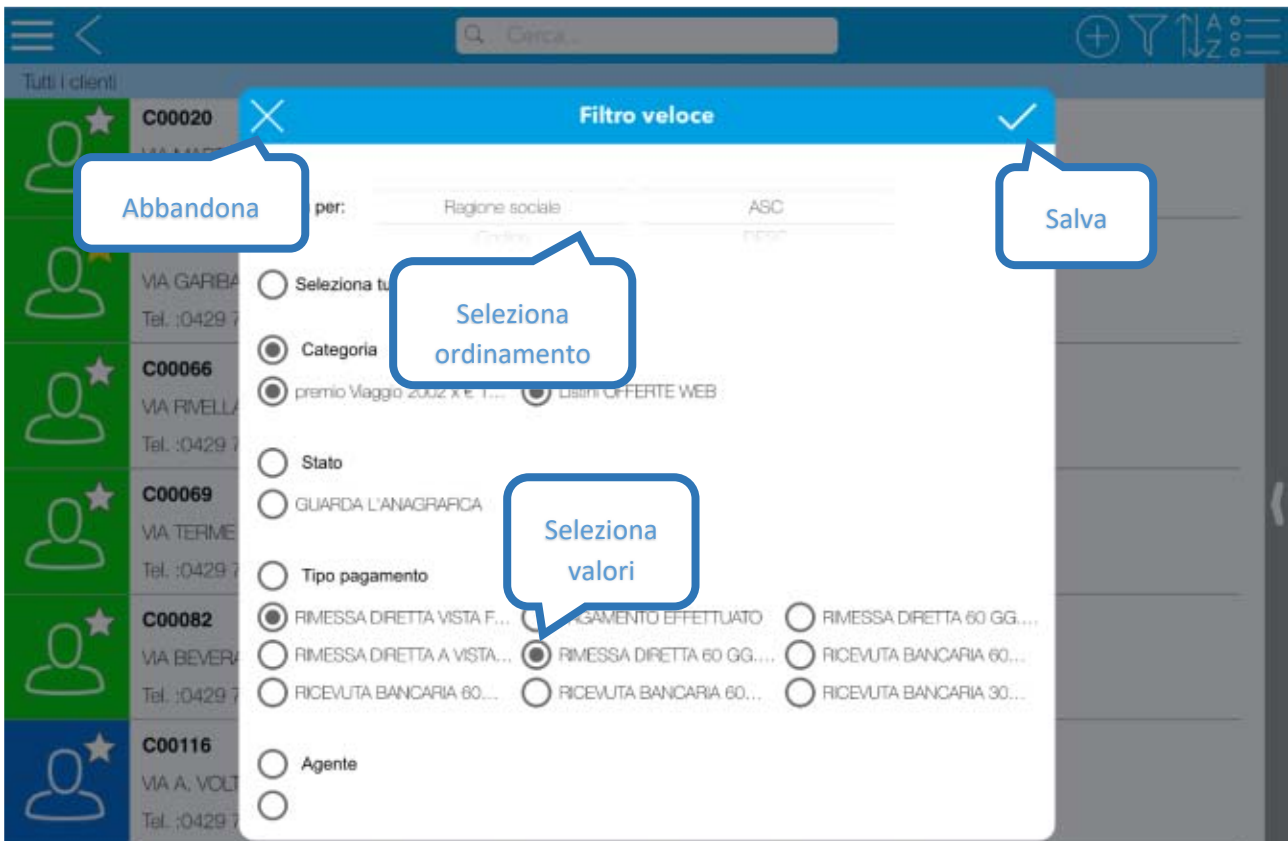 Cerca...
Tutti i clienti
Filtro veloce
C00020
Abbandona
per:
Ragione sociale
ASC
Salva
Codice
DESC
VIA GARIBA
Tel. :0429 7
Seleziona
Seleziona
ordinamento
Categoria
premio Viaggio 2002 x € 1...
Listini OFFERTE WEB
C00066
VIA RIVELLA
Tel. :0429 7
Stato
GUARDA L'ANAGRAFICA
C00069
VIA TERME
Tel. :0429 7
Seleziona
valori
Tipo pagamento
RIMESSA DIRETTA VISTA F...
PAGAMENTO EFFETTUATO
RIMESSA DIRETTA 60 GG....
C00082
VIA BEVERA
Tel. :0429 7
RIMESSA DIRETTA A VISTA...
RIMESSA DIRETTA 60 GG....
RICEVUTA BANCARIA 60...
RICEVUTA BANCARIA 60...
RICEVUTA BANCARIA 60...
RICEVUTA BANCARIA 30...
C00116
VIA A. VOLT
Tel. :0429 7
Agente